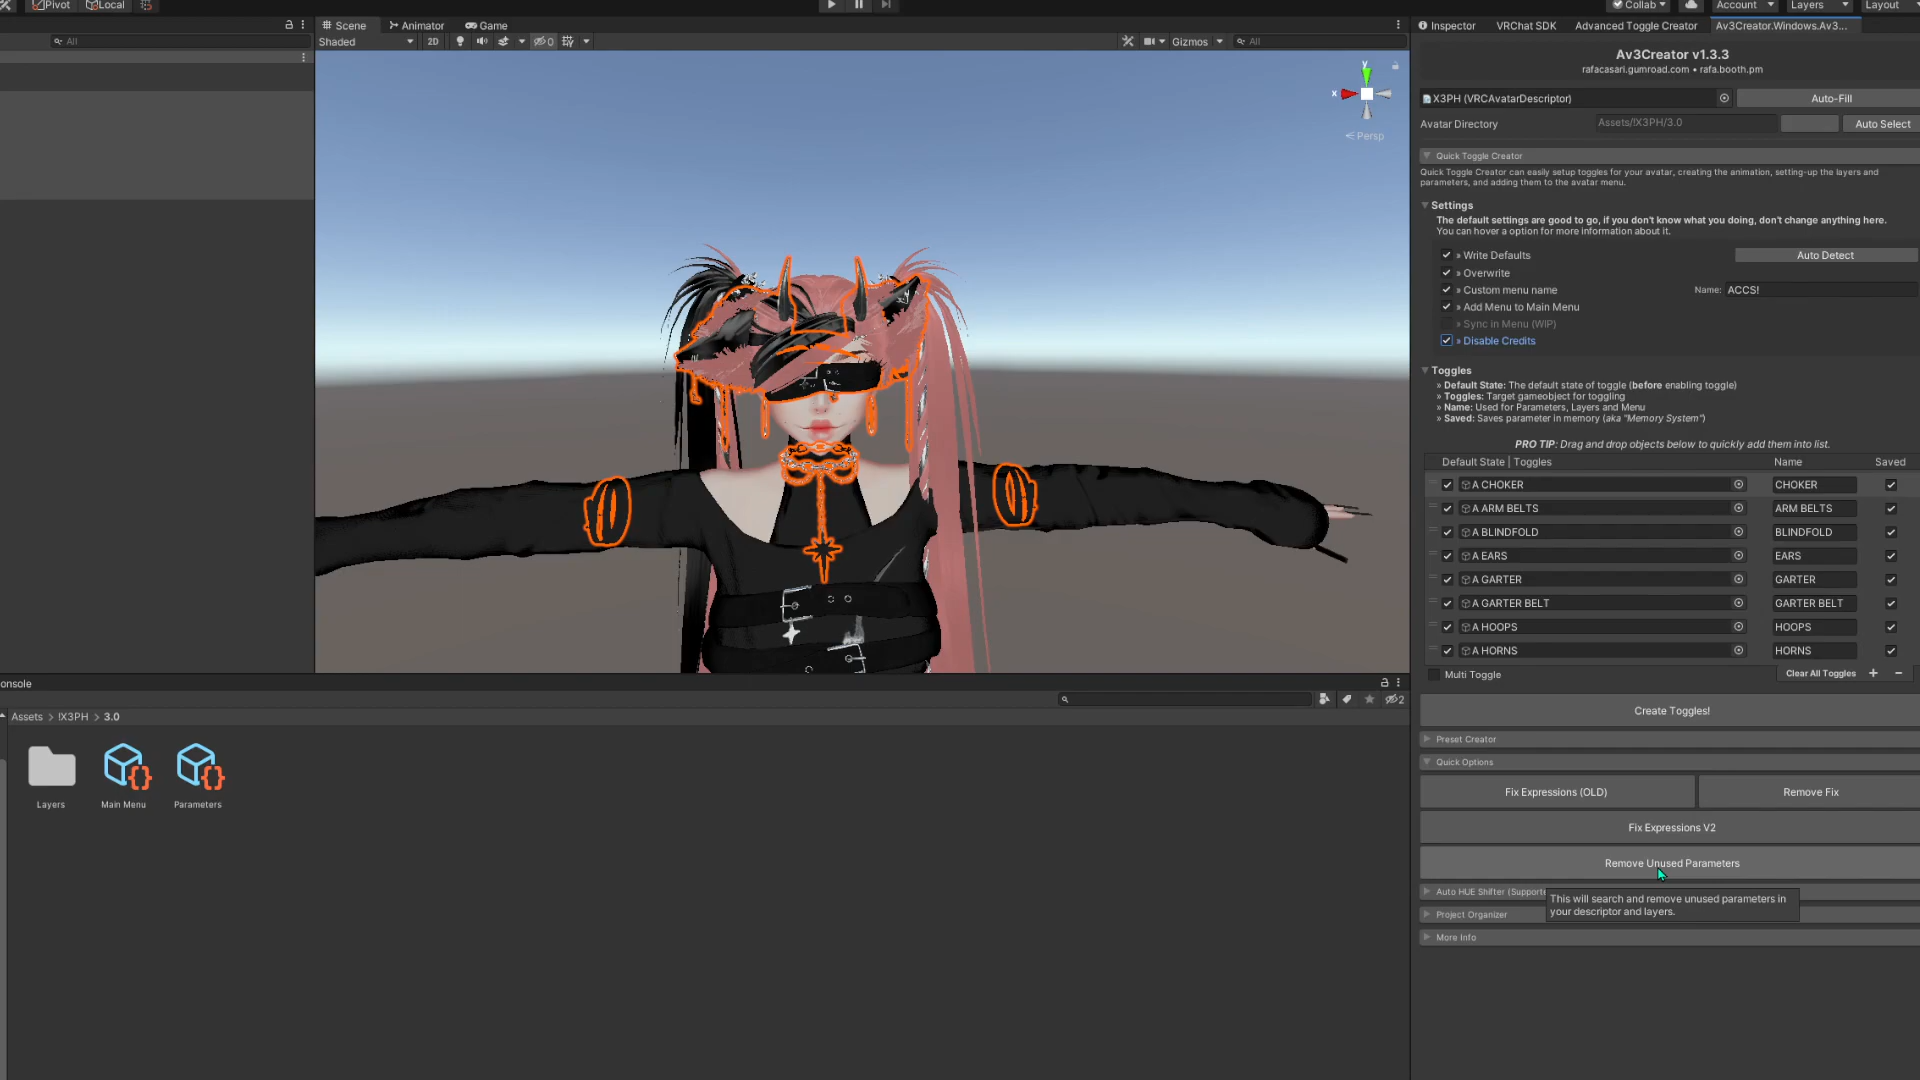 Pivot Local
Collab Account Layers Layout
Scene Animator Game
Inspector VRChat SDK Advanced Toggle Creator Av3Creator.Windows.Av3...
All
Shaded 2D 0 Gizmos All
y
x
Persp
Av3Creator v1.3.3
rafacasari.gumroad.com • rafa.booth.pm
X3PH (VRCAvatarDescriptor) Auto-Fill
Avatar Directory Assets/!X3PH/3.0 Auto Select
Quick Toggle Creator
Quick Toggle Creator can easily setup toggles for your avatar, creating the animation, setting-up the layers and
parameters, and adding them to the avatar menu.
Settings
The default settings are good to go, if you don't know what you doing, don't change anything here.
You can hover a option for more information about it.
» Write Defaults Auto Detect
» Overwrite
» Custom menu name Name: ACCS!
» Add Menu to Main Menu
» Sync in Menu (WIP)
» Disable Credits
Toggles
» Default State: The default state of toggle (before enabling toggle)
» Toggles: Target gameobject for toggling
» Name: Used for Parameters, Layers and Menu
» Saved: Saves parameter in memory (aka "Memory System")
PRO TIP: Drag and drop objects below to quickly add them into list.
Default State | Toggles Name Saved
A CHOKER CHOKER
A ARM BELTS ARM BELTS
A BLINDFOLD BLINDFOLD
A EARS EARS
A GARTER GARTER
A GARTER BELT GARTER BELT
A HOOPS HOOPS
A HORNS HORNS
Multi Toggle Clear All Toggles + −
Create Toggles!
Preset Creator
Quick Options
Fix Expressions (OLD) Remove Fix
Fix Expressions V2
Remove Unused Parameters
Auto HUE Shifter (Supporte
This will search and remove unused parameters in
your descriptor and layers.
Project Organizer
More Info
onsole
2
Assets > !X3PH > 3.0
Layers Main Menu Parameters